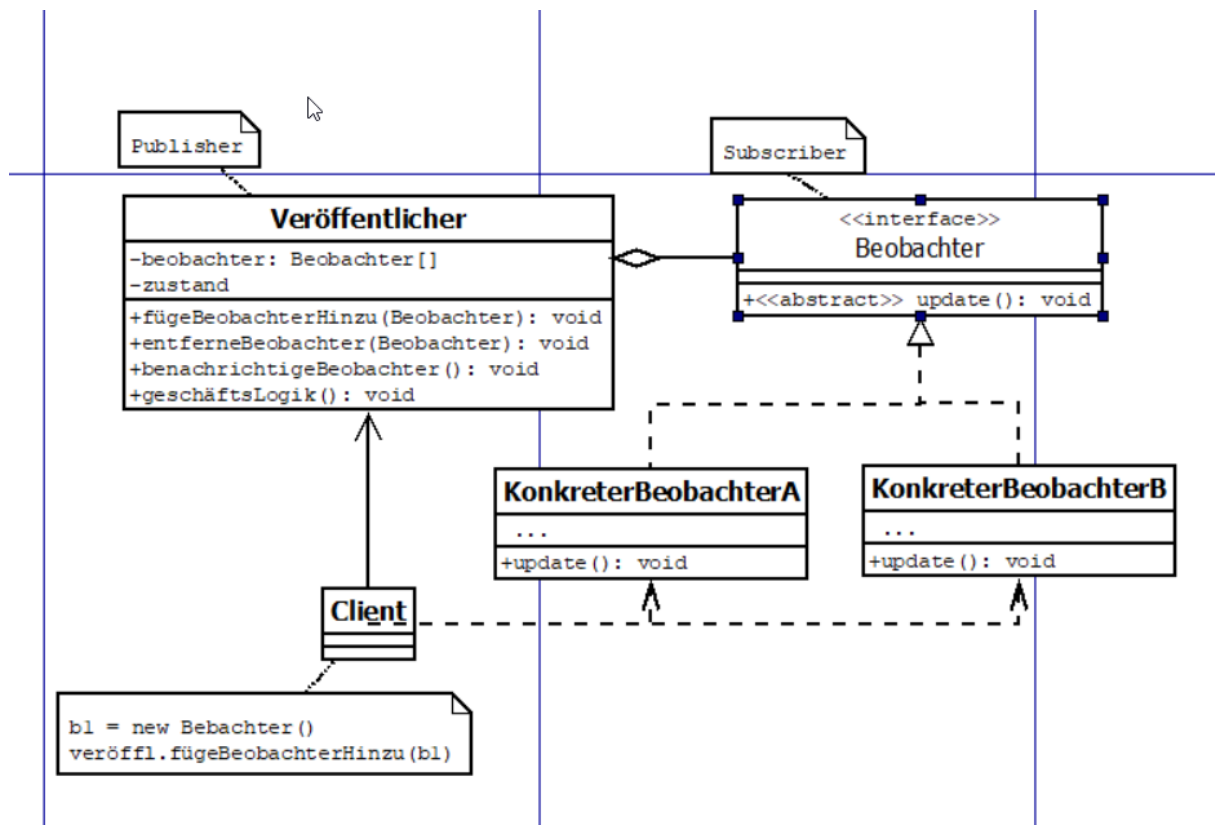 Publisher
Subscriber
Veröffentlicher
-beobachter: Beobachter[]
-zustand
+fügeBeobachterHinzu(Beobachter): void
+entferneBeobachter(Beobachter): void
+benachrichtigeBeobachter(): void
+geschäftsLogik(): void
<<interface>>
Beobachter
+<<abstract>> update(): void
KonkreterBeobachterA
...
+update(): void
KonkreterBeobachterB
...
+update(): void
Client
b1 = new Bebachter()
veröffl.fügeBeobachterHinzu(b1)